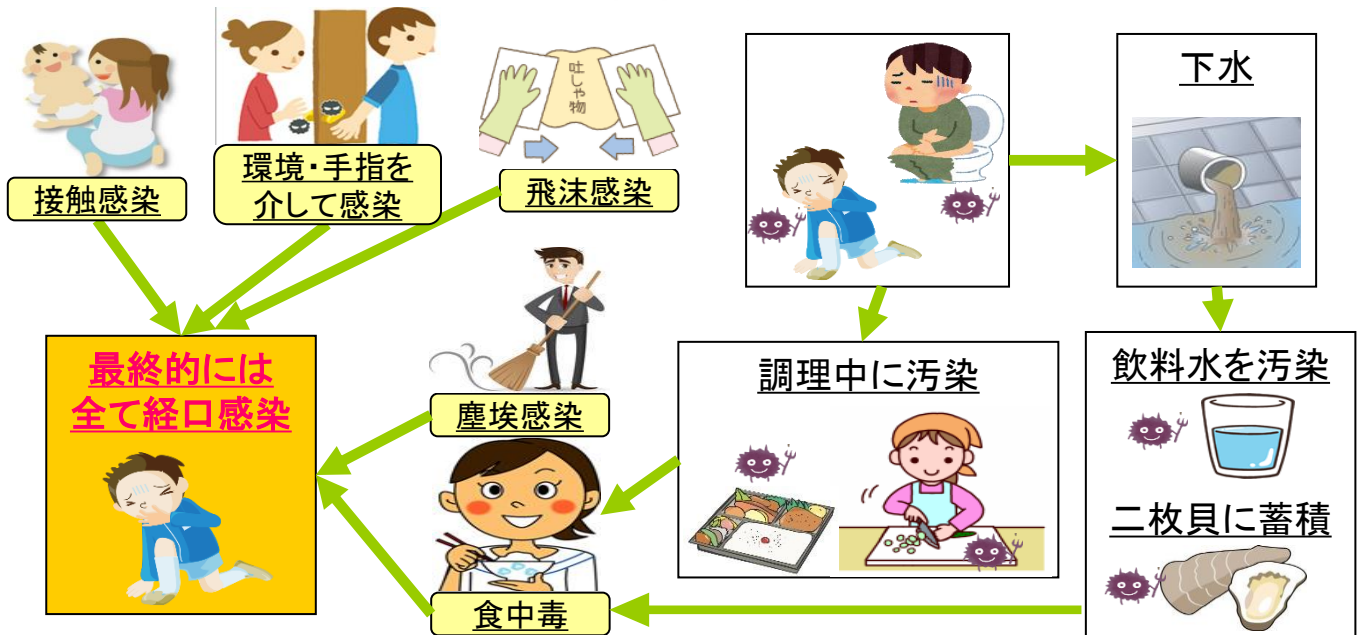 吐しゃ物
下水
環境・手指を
介して感染
接触感染
飛沫感染
最終的には
全て経口感染
塵埃感染
調理中に汚染
飲料水を汚染
二枚貝に蓄積
食中毒